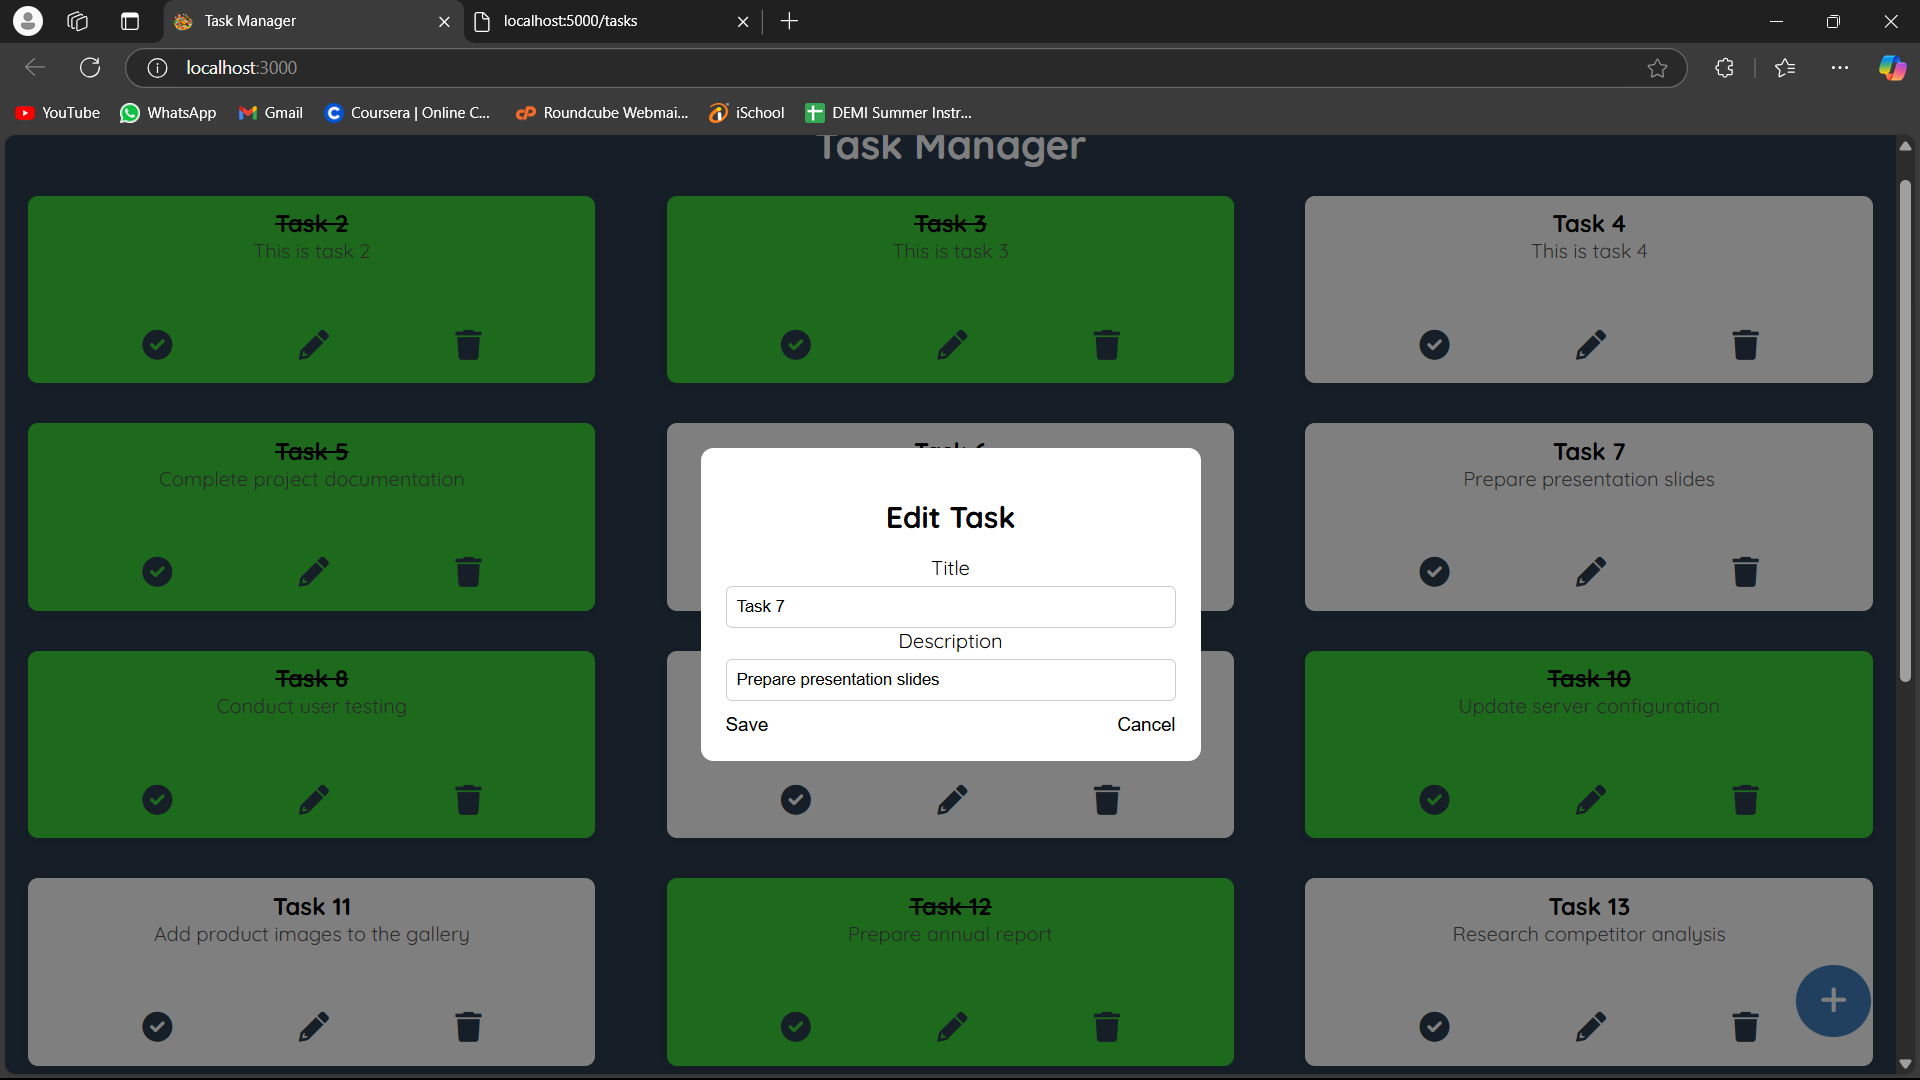 Task Manager
localhost:5000/tasks
localhost:3000
YouTube
WhatsApp
Gmail
Coursera | Online C...
Roundcube Webmai...
iSchool
DEMI Summer Instr...
Task Manager
Task 2
This is task 2
Task 3
This is task 3
Task 4
This is task 4
Task 5
Complete project documentation
Task 6
Task 7
Prepare presentation slides
Edit Task
Title
Task 7
Description
Prepare presentation slides
Save
Cancel
Task 8
Conduct user testing
Task 10
Update server configuration
Task 11
Add product images to the gallery
Task 12
Prepare annual report
Task 13
Research competitor analysis